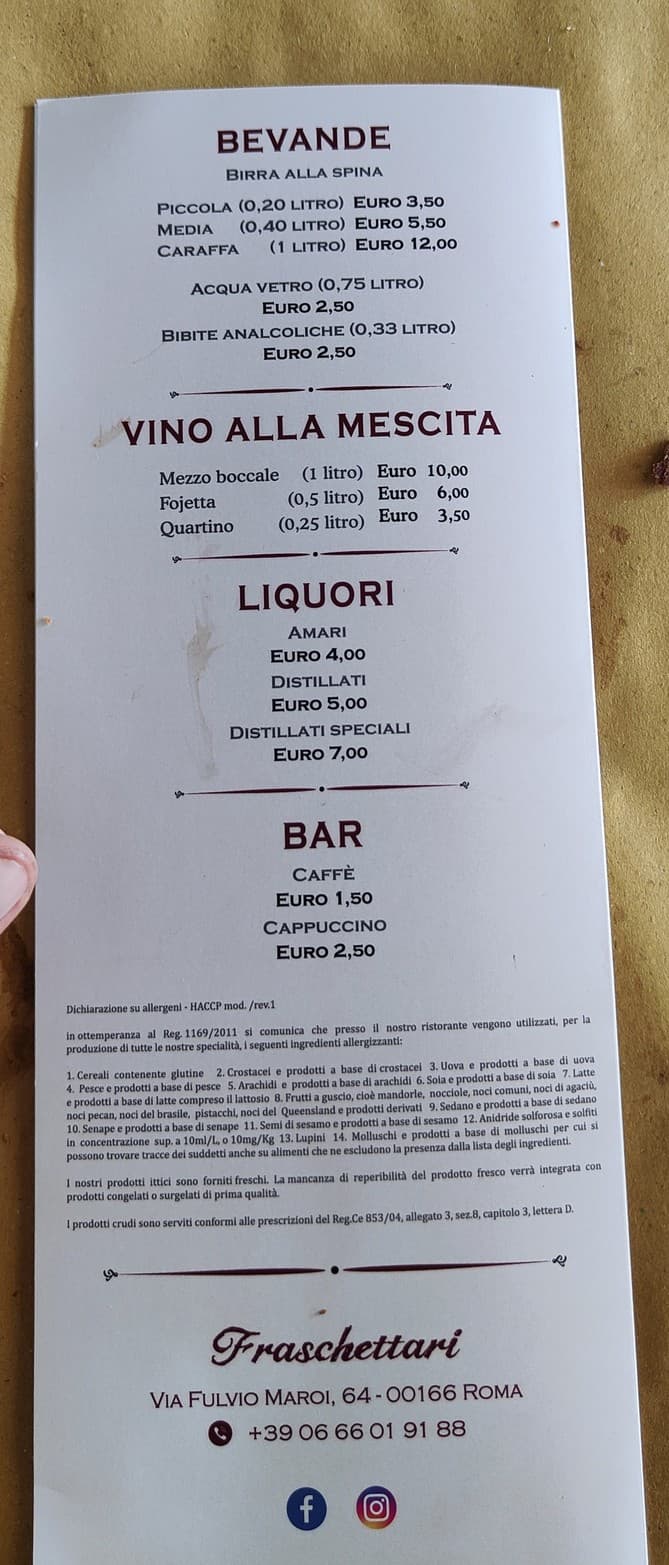 BEVANDE
BIRRA ALLA SPINA
PICCOLA (0,20 LITRO) EURO 3,50
MEDIA (0,40 LITRO) EURO 5,50
CARAFFA (1 LITRO) EURO 12,00
ACQUA VETRO (0,75 LITRO)
EURO 2,50
BIBITE ANALCOLICHE (0,33 LITRO)
EURO 2,50
VINO ALLA MESCITA
Mezzo boccale (1 litro) Euro 10,00
Fojetta (0,5 litro) Euro 6,00
Quartino (0,25 litro) Euro 3,50
LIQUORI
AMARI
EURO 4,00
DISTILLATI
EURO 5,00
DISTILLATI SPECIALI
EURO 7,00
BAR
CAFFÈ
EURO 1,50
CAPPUCCINO
EURO 2,50
Dichiarazione su allergeni - HACCP mod. /rev.1
in ottemperanza al Reg. 1169/2011 si comunica che presso il nostro ristorante vengono utilizzati, per la
produzione di tutte le nostre specialità, i seguenti ingredienti allergizzanti:
1. Cereali contenente glutine 2. Crostacei e prodotti a base di crostacei 3. Uova e prodotti a base di uova
4. Pesce e prodotti a base di pesce 5. Arachidi e prodotti a base di arachidi 6. Soia e prodotti a base di soia 7. Latte
e prodotti a base di latte compreso il lattosio 8. Frutti a guscio, cioè mandorle, nocciole, noci comuni, noci di agaciù,
noci pecan, noci del brasile, pistacchi, noci del Queensland e prodotti derivati 9. Sedano e prodotti a base di sedano
10. Senape e prodotti a base di senape 11. Semi di sesamo e prodotti a base di sesamo 12. Anidride solforosa e solfiti
in concentrazione sup. a 10ml/L, o 10mg/Kg 13. Lupini 14. Molluschi e prodotti a base di molluschi per cui si
possono trovare tracce dei suddetti anche su alimenti che ne escludono la presenza dalla lista degli ingredienti.
I nostri prodotti ittici sono forniti freschi. La mancanza di reperibilità del prodotto fresco verrà integrata con
prodotti congelati o surgelati di prima qualità.
I prodotti crudi sono serviti conformi alle prescrizioni del Reg.Ce 853/04, allegato 3, sez.8, capitolo 3, lettera D.
Fraschettari
VIA FULVIO MAROI, 64 - 00166 ROMA
+39 06 66 01 91 88